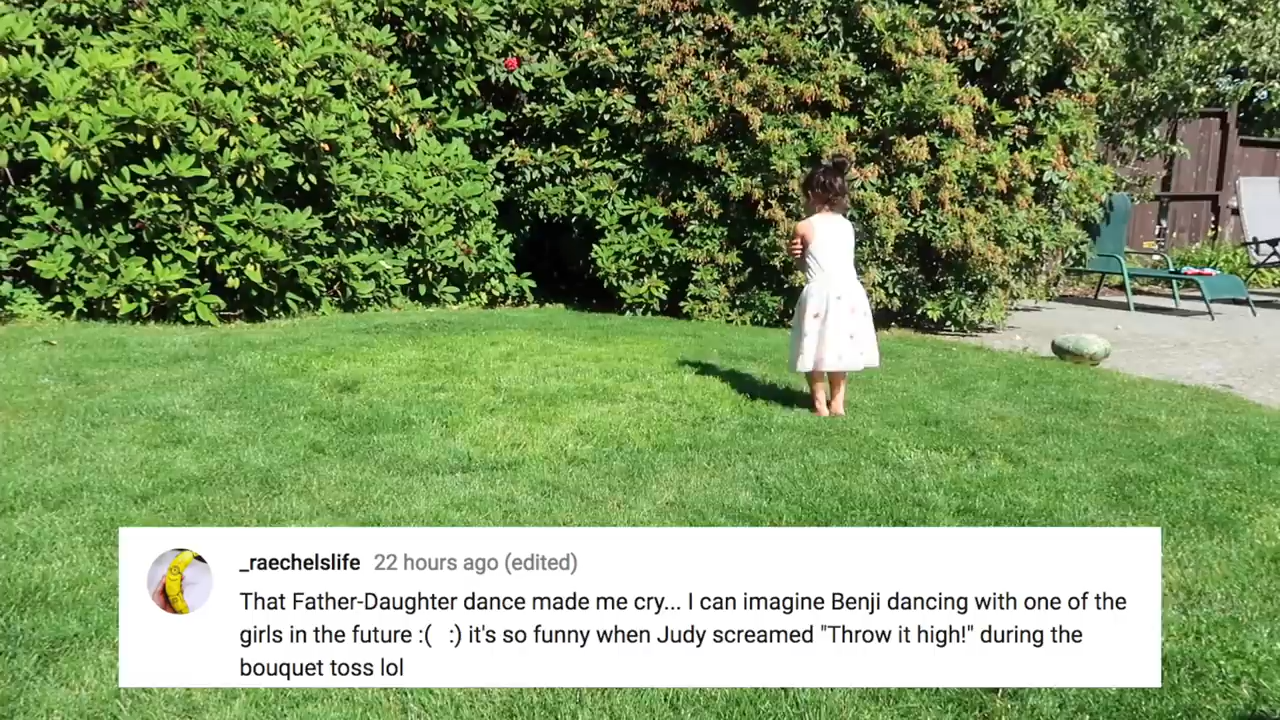 _raechelslife 22 hours ago (edited)
That Father-Daughter dance made me cry... I can imagine Benji dancing with one of the
girls in the future :(   :) it's so funny when Judy screamed "Throw it high!" during the
bouquet toss lol